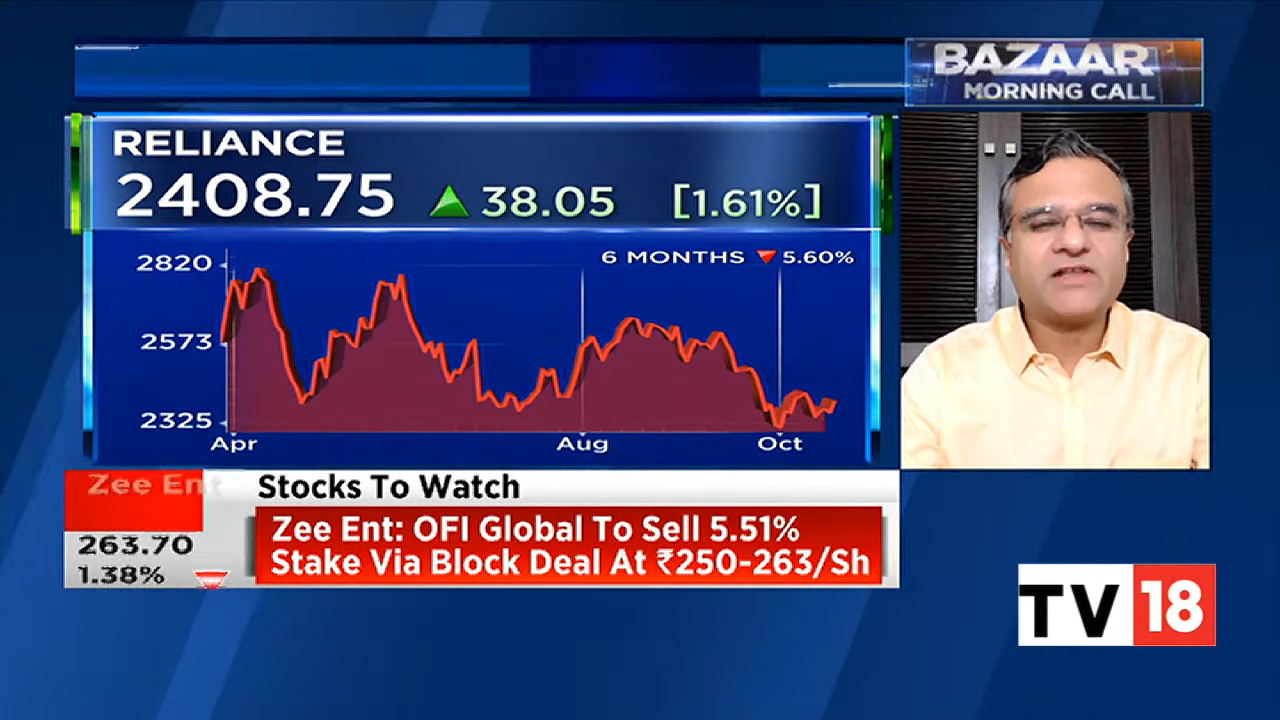 BAZAAR
MORNING CALL
RELIANCE
2408.75 ▲ 38.05 [1.61%]
6 MONTHS ▼ 5.60%
2820
2573
2325
Apr Aug Oct
Zee Ent
263.70
1.38% ▼
Stocks To Watch
Zee Ent: OFI Global To Sell 5.51%
Stake Via Block Deal At ₹250-263/Sh
TV 18